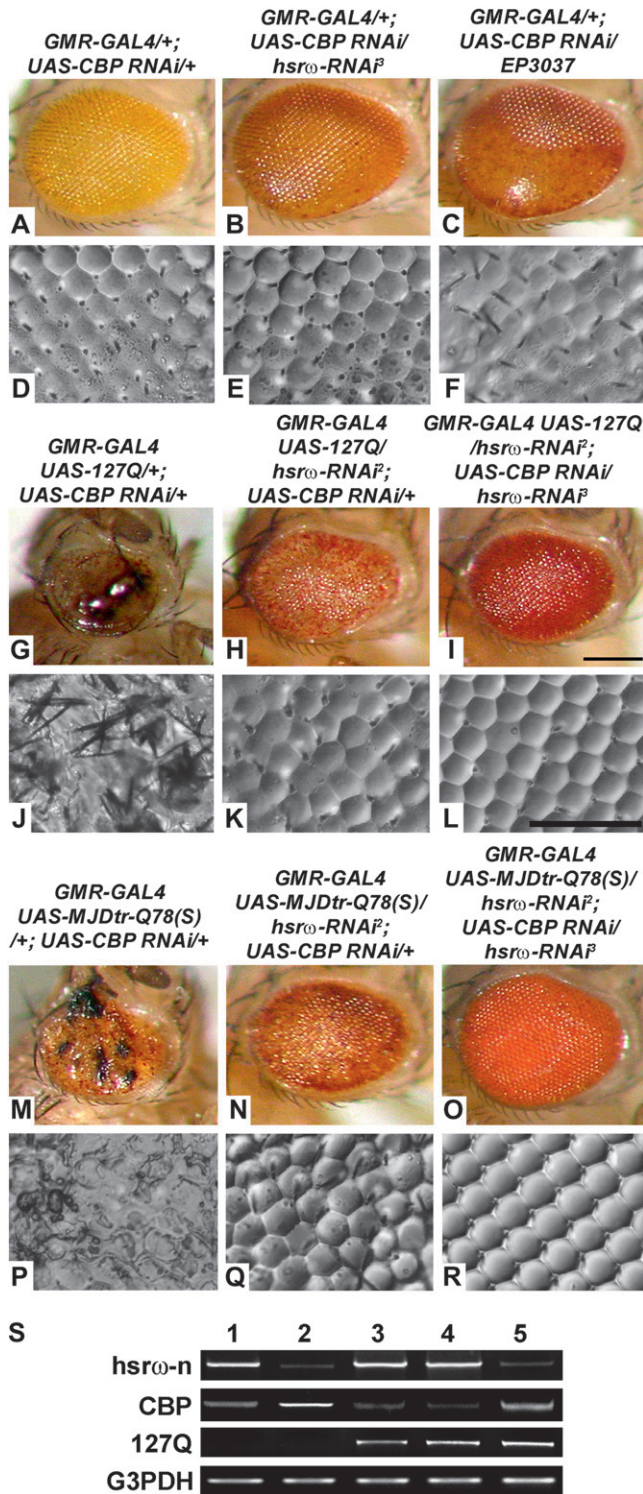 GMR-GAL4/+;
UAS-CBP RNAi/+
GMR-GAL4/+;
UAS-CBP RNAi/
hsrω-RNAi³
GMR-GAL4/+;
UAS-CBP RNAi/
EP3037
A
B
C
D
E
F
GMR-GAL4
UAS-127Q/+;
UAS-CBP RNAi/+
GMR-GAL4
UAS-127Q/
hsrω-RNAi²;
UAS-CBP RNAi/+
GMR-GAL4 UAS-127Q
/hsrω-RNAi²;
UAS-CBP RNAi/
hsrω-RNAi³
G
H
I
J
K
L
GMR-GAL4
UAS-MJDtr-Q78(S)
/+; UAS-CBP RNAi/+
GMR-GAL4
UAS-MJDtr-Q78(S)/
hsrω-RNAi²;
UAS-CBP RNAi/+
GMR-GAL4
UAS-MJDtr-Q78(S)/
hsrω-RNAi²;
UAS-CBP RNAi/
hsrω-RNAi³
M
N
O
P
Q
R
S
1 2 3 4 5
hsrω-n
CBP
127Q
G3PDH